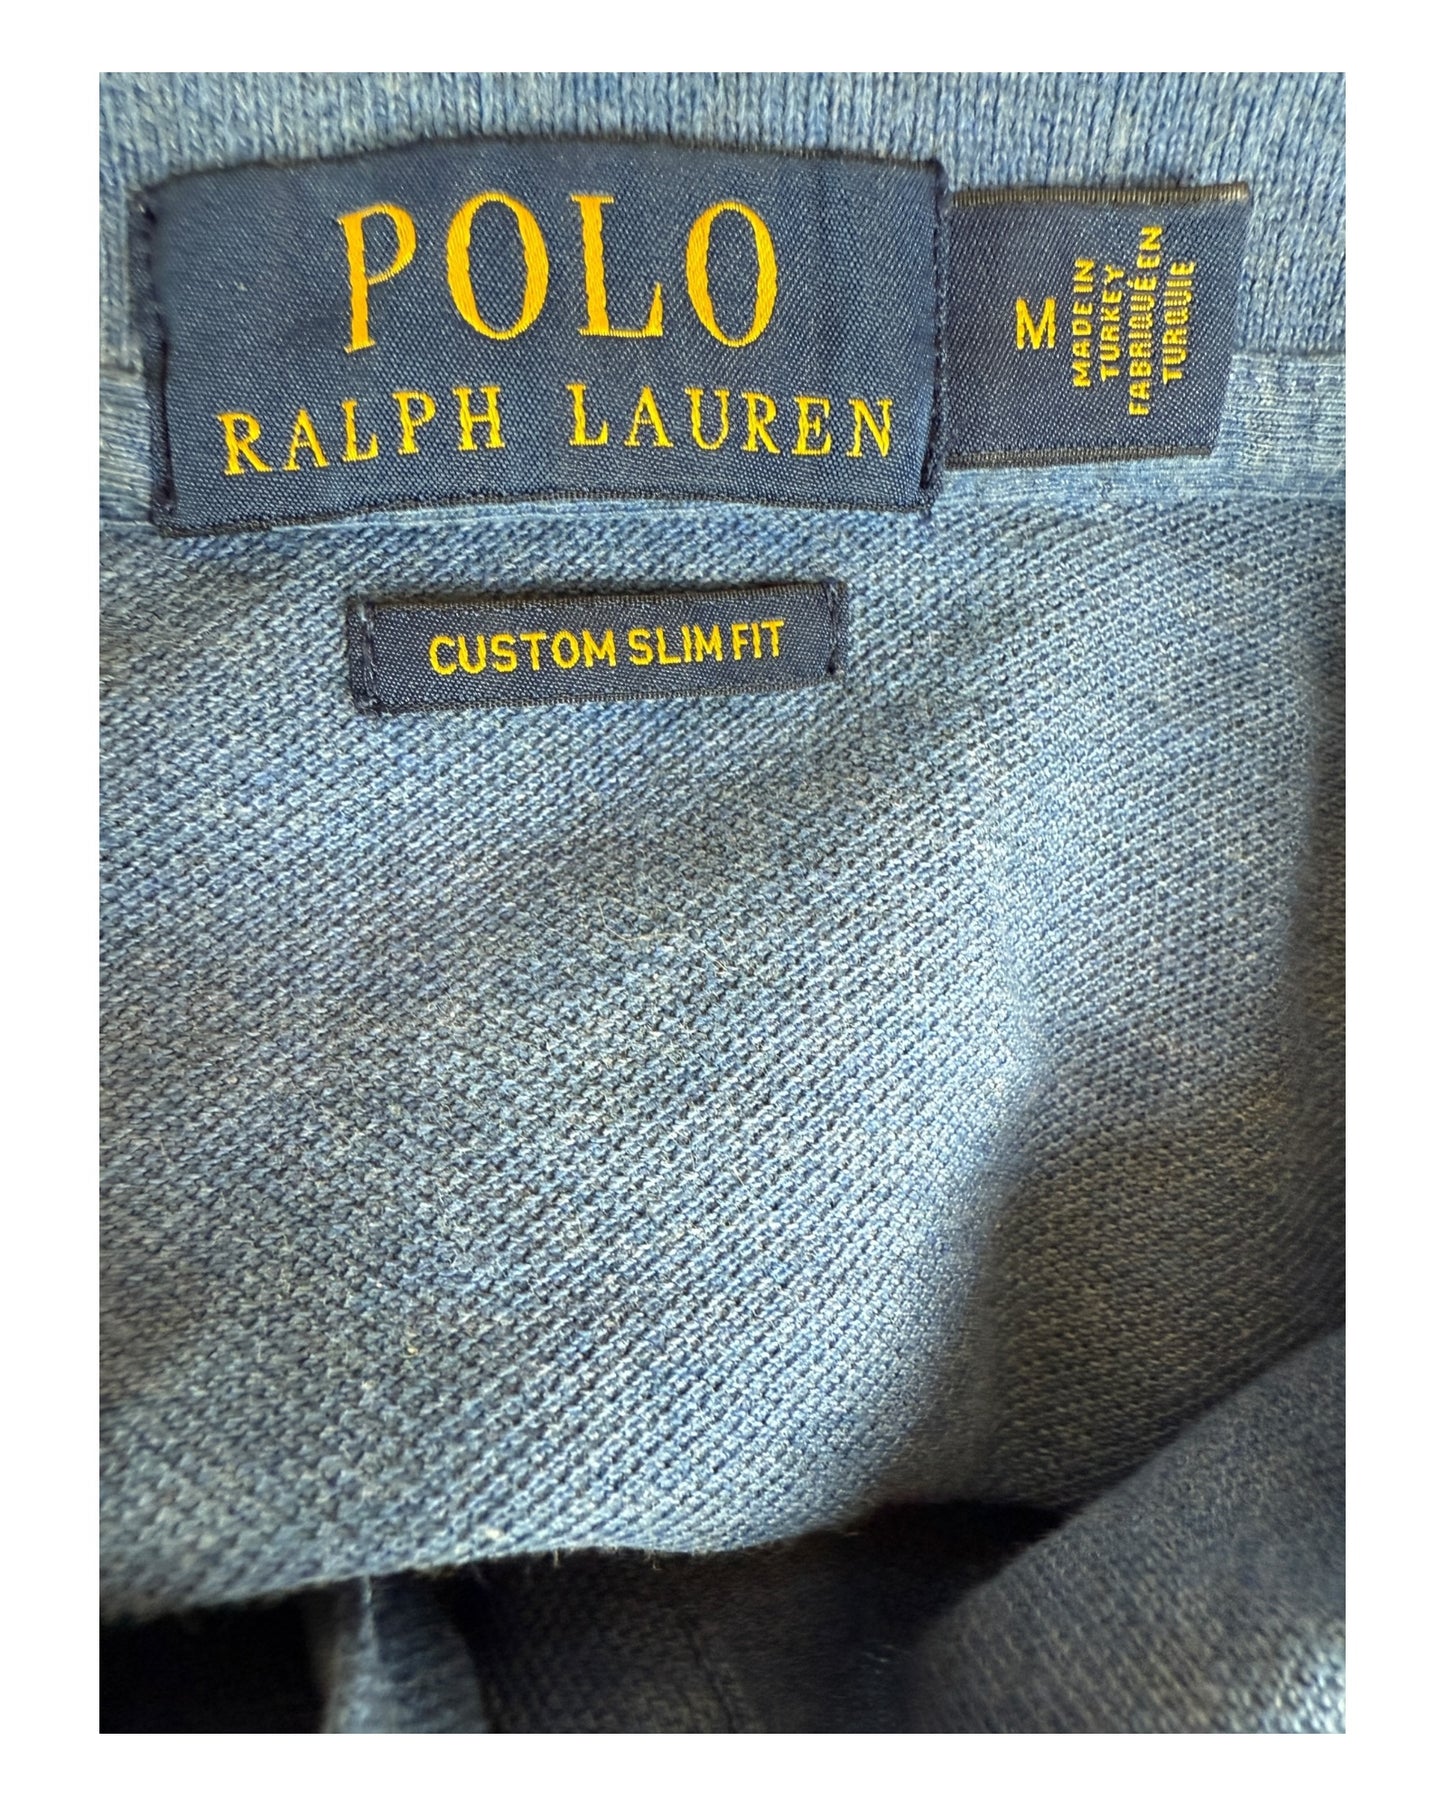 POLO
RALPH LAUREN
M
MADE IN
TURKEY
FABRIQUÉ EN
TURQUIE
CUSTOM SLIM FIT